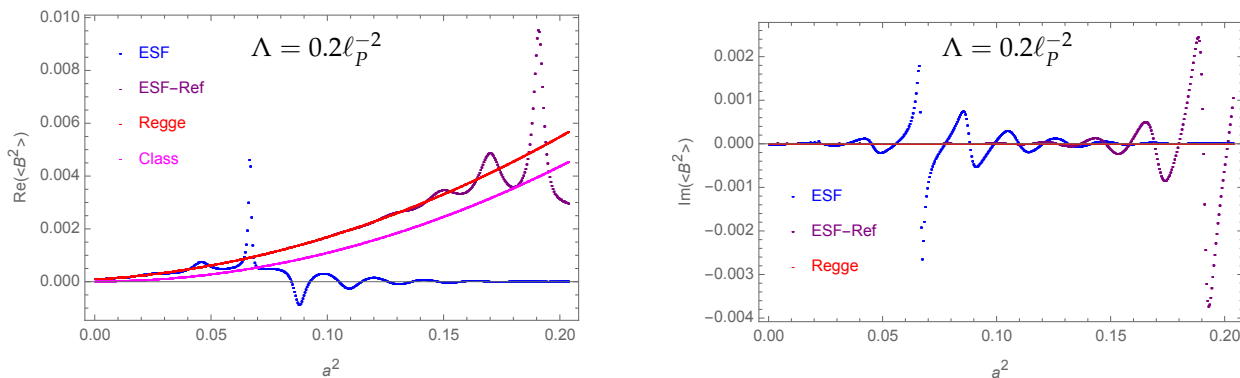 Λ = 0.2ℓ_P^{-2}
ESF
ESF-Ref
Regge
Class
Re(<B²>)
0.010
0.008
0.006
0.004
0.002
0.000
0.00 0.05 0.10 0.15 0.20
a²
Λ = 0.2ℓ_P^{-2}
ESF
ESF-Ref
Regge
Im(<B²>)
0.002
0.001
0.000
−0.001
−0.002
−0.003
−0.004
0.00 0.05 0.10 0.15 0.20
a²